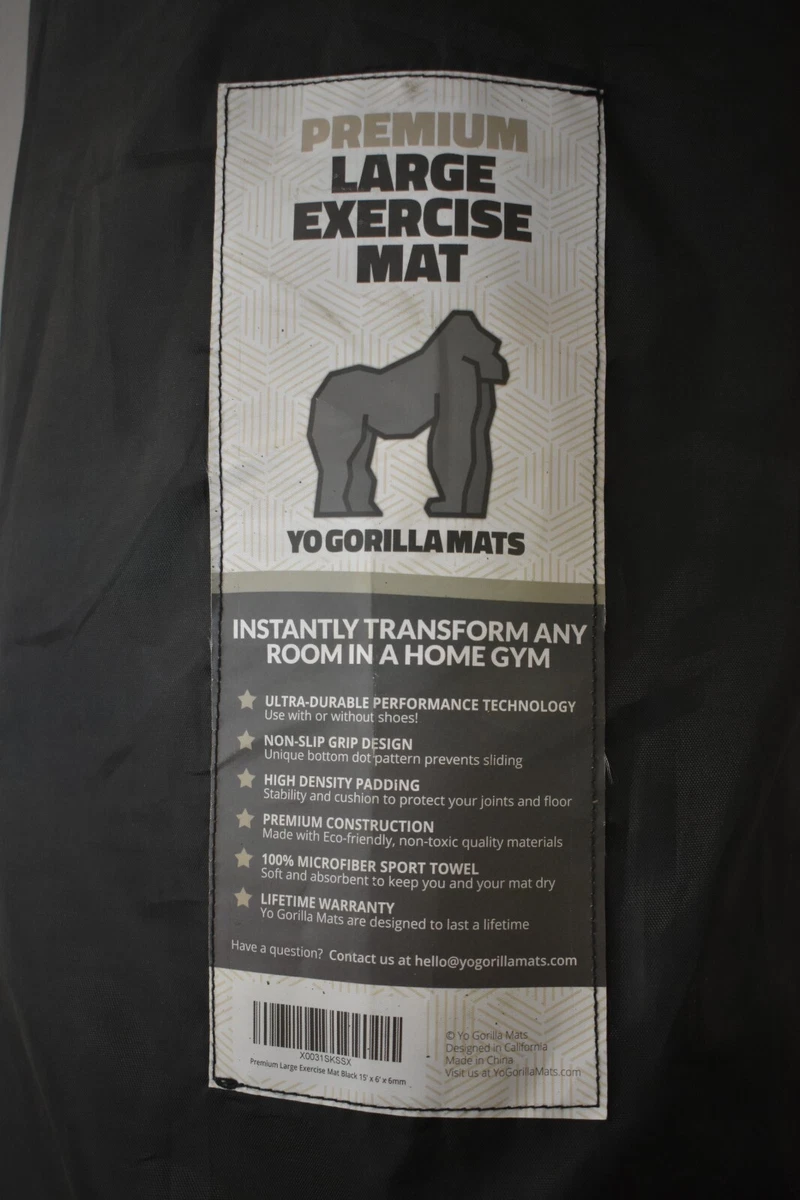 PREMIUM
LARGE
EXERCISE
MAT
YO GORILLA MATS
INSTANTLY TRANSFORM ANY
ROOM IN A HOME GYM
ULTRA-DURABLE PERFORMANCE TECHNOLOGY
Use with or without shoes!
NON-SLIP GRIP DESIGN
Unique bottom dot pattern prevents sliding
HIGH DENSITY PADDiNG
Stability and cushion to protect your joints and floor
PREMIUM CONSTRUCTION
Made with Eco-friendly, non-toxic quality materials
100% MICROFIBER SPORT TOWEL
Soft and absorbent to keep you and your mat dry
LIFETIME WARRANTY
Yo Gorilla Mats are designed to last a lifetime
Have a question? Contact us at hello@yogorillamats.com
X0031SKSSX
Premium Large Exercise Mat Black 15' x 6' x 6mm
© Yo Gorilla Mats
Designed in California
Made in China
Visit us at YoGorillaMats.com